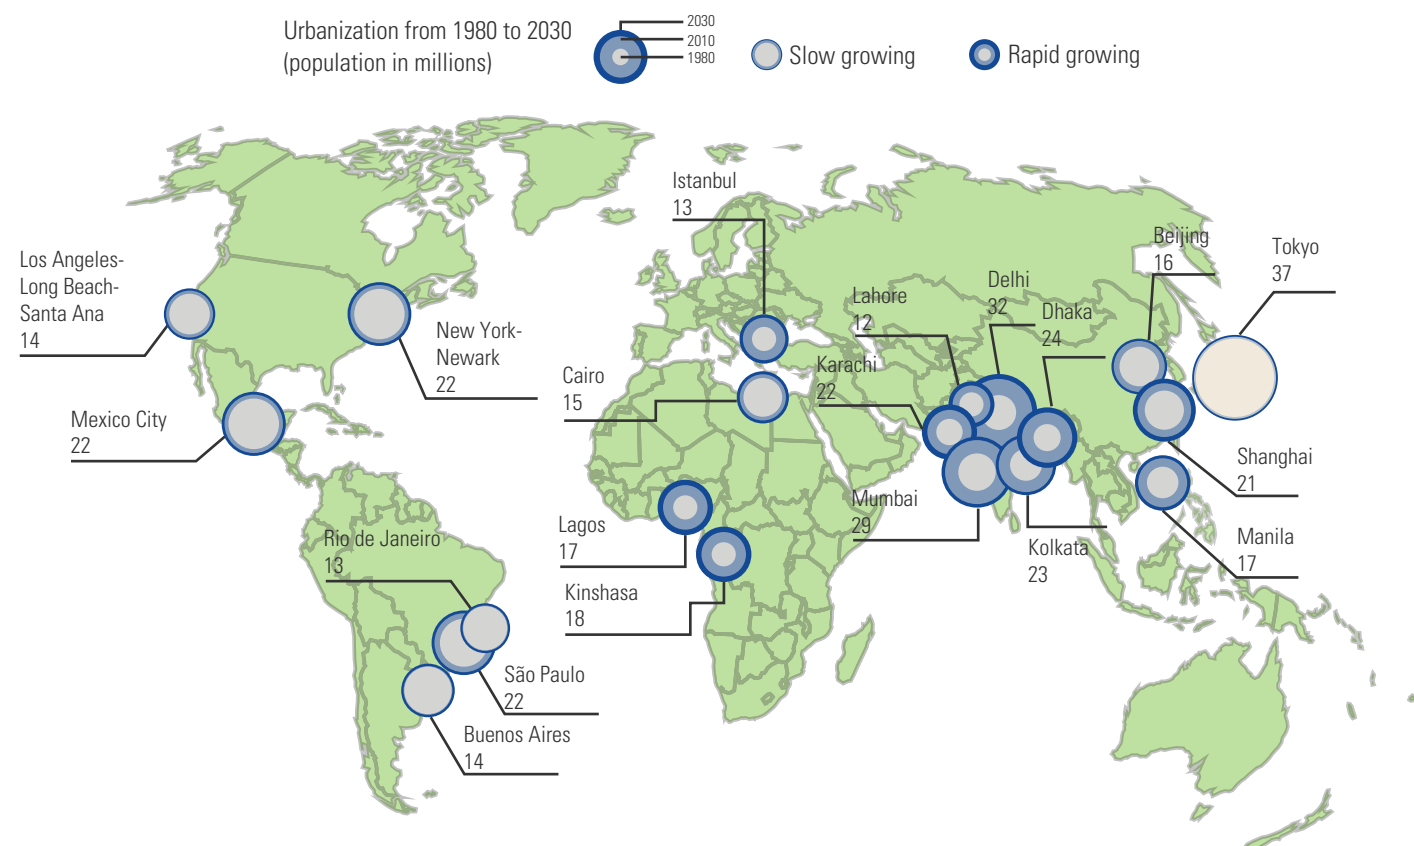 Urbanization from 1980 to 2030
(population in millions)
2030
2010
1980
Slow growing
Rapid growing
Istanbul
13
Beijing
16
Tokyo
37
Los Angeles-
Long Beach-
Santa Ana
14
Delhi
32
Lahore
12
Dhaka
24
New York-
Newark
22
Karachi
22
Cairo
15
Mexico City
22
Shanghai
21
Mumbai
29
Lagos
17
Rio de Janeiro
13
Kolkata
23
Manila
17
Kinshasa
18
São Paulo
22
Buenos Aires
14